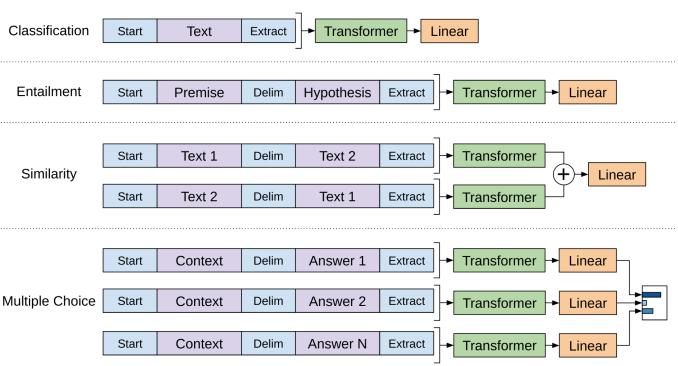 Classification Start Text Extract Transformer Linear
Entailment Start Premise Delim Hypothesis Extract Transformer Linear
Start Text 1 Delim Text 2 Extract Transformer
Similarity + Linear
Start Text 2 Delim Text 1 Extract Transformer
Start Context Delim Answer 1 Extract Transformer Linear
Multiple Choice Start Context Delim Answer 2 Extract Transformer Linear
Start Context Delim Answer N Extract Transformer Linear